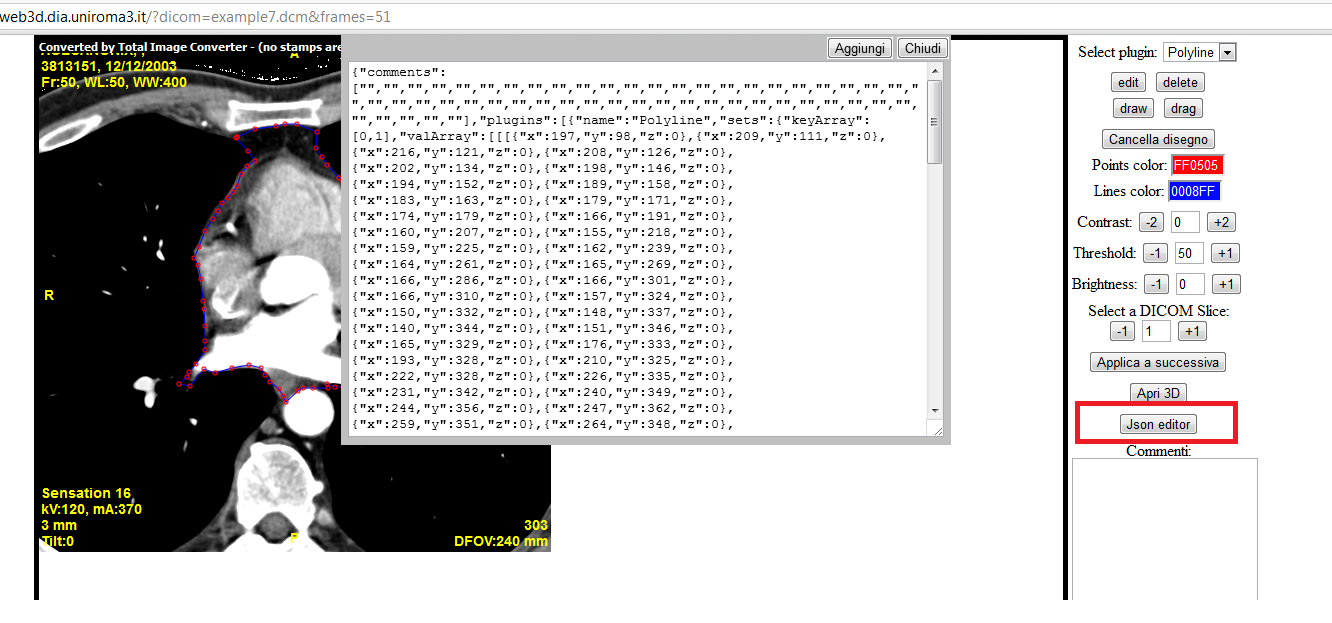 web3d.dia.uniroma3.it/?dicom=example7.dcm&frames=51
Converted by Total Image Converter - (no stamps are
3813151, 12/12/2003
Fr:50, WL:50, WW:400
A
R
Sensation 16
kV:120, mA:370
3 mm
Tilt:0
P
303
DFOV:240 mm
Aggiungi Chiudi
{"comments":
["","","","","","","","","","","","","","","","","","","","","","","","
","","","","","","","","","","","","","","","","","","","","","","","",
"","","","",""],"plugins":[{"name":"Polyline","sets":{"keyArray":
[0,1],"valArray":[[[{"x":197,"y":98,"z":0},{"x":209,"y":111,"z":0},
{"x":216,"y":121,"z":0},{"x":208,"y":126,"z":0},
{"x":202,"y":134,"z":0},{"x":198,"y":146,"z":0},
{"x":194,"y":152,"z":0},{"x":189,"y":158,"z":0},
{"x":183,"y":163,"z":0},{"x":179,"y":171,"z":0},
{"x":174,"y":179,"z":0},{"x":166,"y":191,"z":0},
{"x":160,"y":207,"z":0},{"x":155,"y":218,"z":0},
{"x":159,"y":225,"z":0},{"x":162,"y":239,"z":0},
{"x":164,"y":261,"z":0},{"x":165,"y":269,"z":0},
{"x":166,"y":286,"z":0},{"x":166,"y":301,"z":0},
{"x":166,"y":310,"z":0},{"x":157,"y":324,"z":0},
{"x":150,"y":332,"z":0},{"x":148,"y":337,"z":0},
{"x":140,"y":344,"z":0},{"x":151,"y":346,"z":0},
{"x":165,"y":329,"z":0},{"x":176,"y":333,"z":0},
{"x":193,"y":328,"z":0},{"x":210,"y":325,"z":0},
{"x":222,"y":328,"z":0},{"x":226,"y":335,"z":0},
{"x":231,"y":342,"z":0},{"x":240,"y":349,"z":0},
{"x":244,"y":356,"z":0},{"x":247,"y":362,"z":0},
{"x":259,"y":351,"z":0},{"x":264,"y":348,"z":0},
Select plugin: Polyline
edit delete
draw drag
Cancella disegno
Points color: FF0505
Lines color: 0008FF
Contrast: -2 0 +2
Threshold: -1 50 +1
Brightness: -1 0 +1
Select a DICOM Slice:
-1 1 +1
Applica a successiva
Apri 3D
Json editor
Commenti: